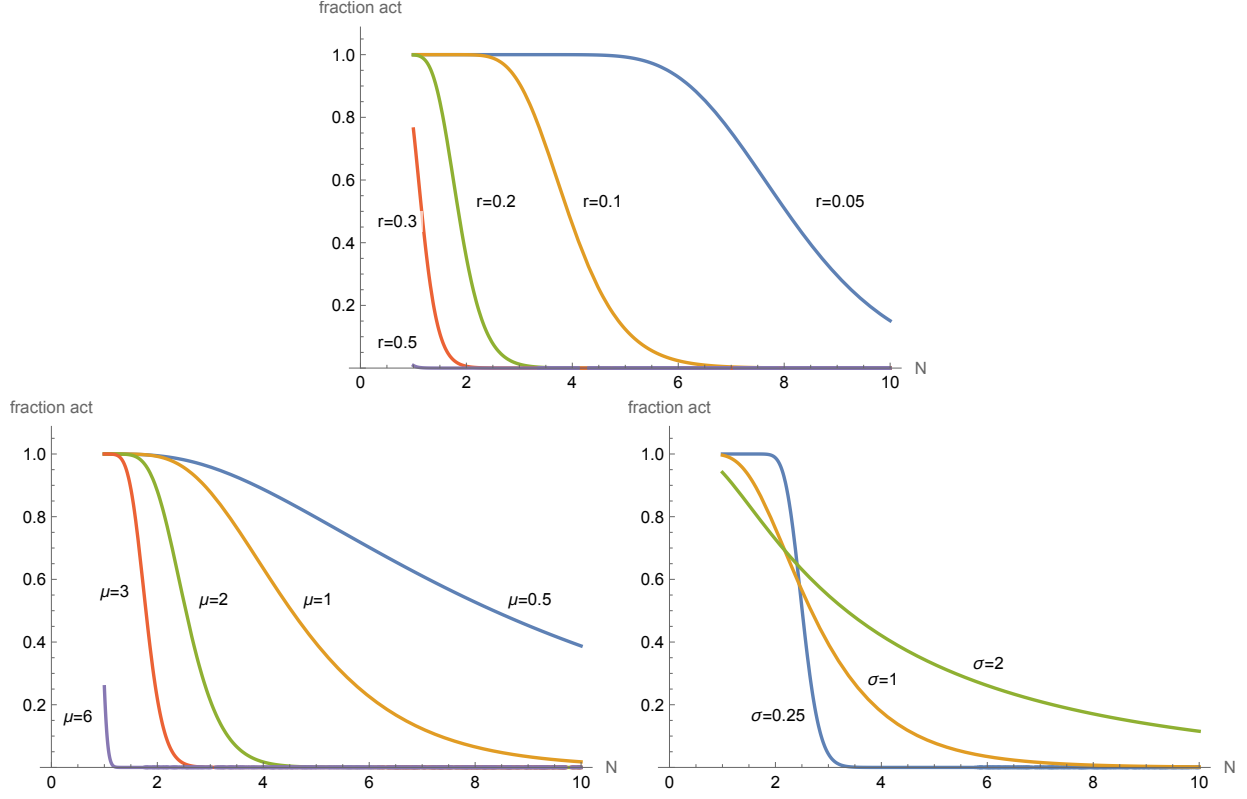 fraction act
1.0
0.8
r=0.2 r=0.1 r=0.05
0.6
r=0.3
0.4
0.2
r=0.5
0 2 4 6 8 10 N
fraction act
1.0
0.8
0.6
μ=3 μ=2 μ=1 μ=0.5
0.4
0.2
μ=6
0 2 4 6 8 10 N
fraction act
1.0
0.8
0.6
0.4
σ=2
σ=1
0.2
σ=0.25
0 2 4 6 8 10 N